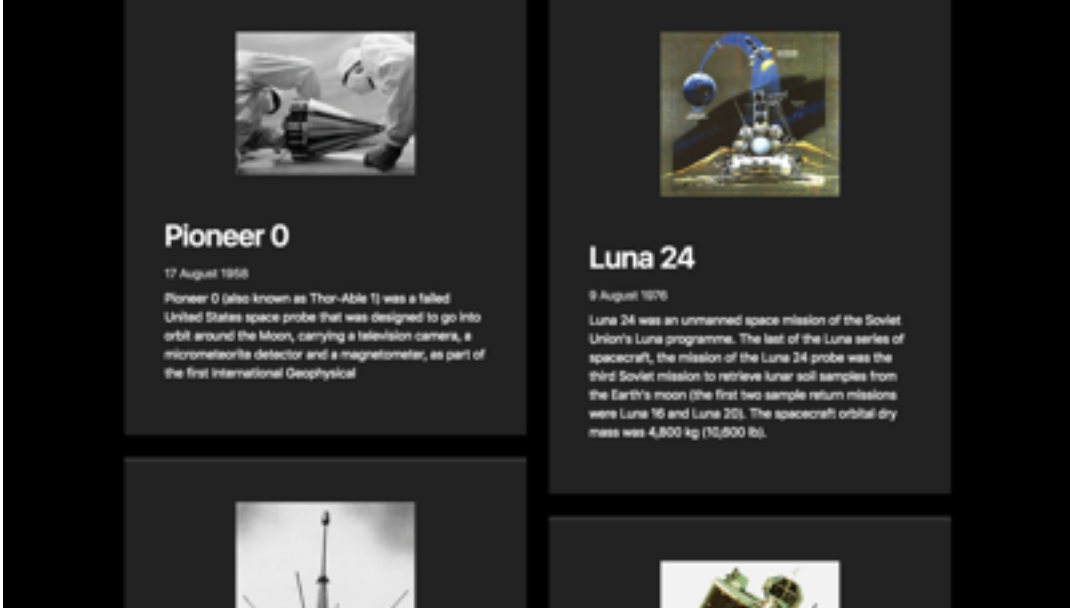 Pioneer 0
17 August 1958
Pioneer 0 (also known as Thor-Able 1) was a failed
United States space probe that was designed to go into
orbit around the Moon, carrying a television camera, a
micrometeorite detector and a magnetometer, as part of
the first International Geophysical
Luna 24
9 August 1976
Luna 24 was an unmanned space mission of the Soviet
Union's Luna programme. The last of the Luna series of
spacecraft, the mission of the Luna 24 probe was the
third Soviet mission to retrieve lunar soil samples from
the Earth's moon (the first two sample return missions
were Luna 16 and Luna 20). The spacecraft orbital dry
mass was 4,800 kg (10,600 lb).